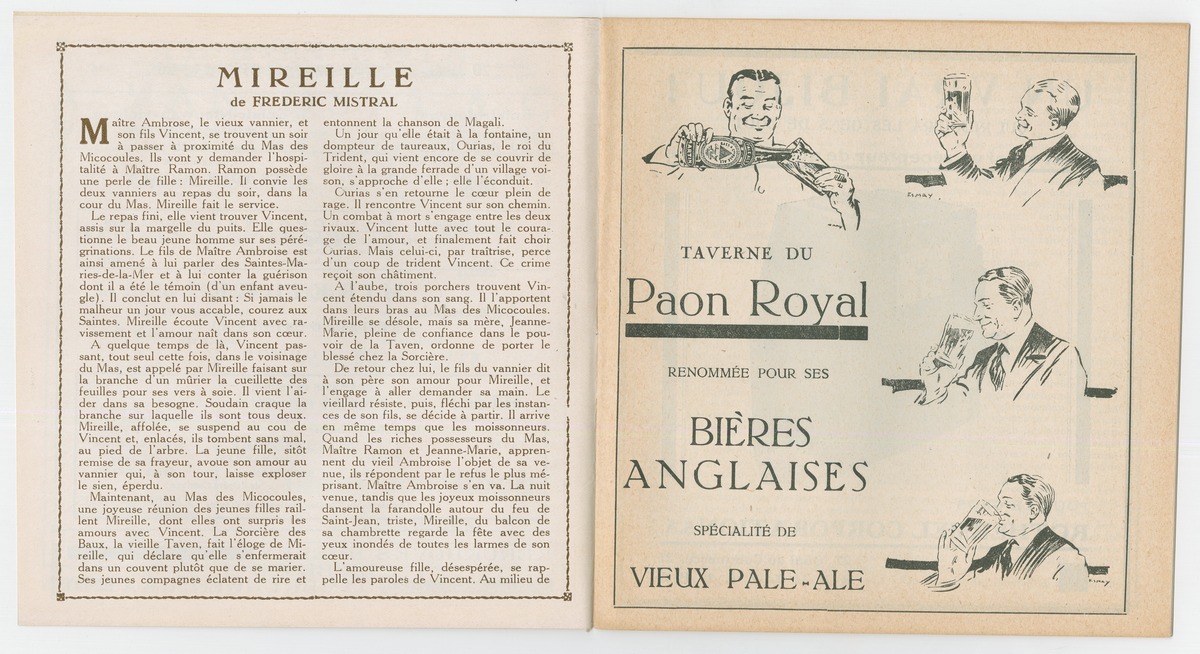 MIREILLE
de FREDERIC MISTRAL
Maître Ambrose, le vieux vannier, et
son fils Vincent, se trouvent un soir
à passer à proximité du Mas des
Micocoules. Ils vont y demander l'hospi-
talité à Maître Ramon. Ramon possède
une perle de fille : Mireille. Il convie les
deux vanniers au repas du soir, dans la
cour du Mas. Mireille fait le service.
Le repas fini, elle vient trouver Vincent,
assis sur la margelle du puits. Elle ques-
tionne le beau jeune homme sur ses péré-
grinations. Le fils de Maître Ambroise est
ainsi amené à lui parler des Saintes-Ma-
ries-de-la-Mer et à lui conter la guérison
dont il a été le témoin (d'un enfant aveu-
gle). Il conclut en lui disant : Si jamais le
malheur un jour vous accable, courez aux
Saintes. Mireille écoute Vincent avec ra-
vissement et l'amour naît dans son cœur.
A quelque temps de là, Vincent pas-
sant, tout seul cette fois, dans le voisinage
du Mas, est appelé par Mireille faisant sur
la branche d'un mûrier la cueillette des
feuilles pour ses vers à soie. Il vient l'ai-
der dans sa besogne. Soudain craque la
branche sur laquelle ils sont tous deux.
Mireille, affolée, se suspend au cou de
Vincent et, enlacés, ils tombent sans mal,
au pied de l'arbre. La jeune fille, sitôt
remise de sa frayeur, avoue son amour au
vannier qui, à son tour, laisse exploser
le sien, éperdu.
Maintenant, au Mas des Micocoules,
une joyeuse réunion des jeunes filles rail-
lent Mireille, dont elles ont surpris les
amours avec Vincent. La Sorcière des
Baux, la vieille Taven, fait l'éloge de Mi-
reille, qui déclare qu'elle s'enfermerait
dans un couvent plutôt que de se marier.
Ses jeunes compagnes éclatent de rire et
entonnent la chanson de Magali.
Un jour qu'elle était à la fontaine, un
dompteur de taureaux, Ourias, le roi du
Trident, qui vient encore de se couvrir de
gloire à la grande ferrade d'un village voi-
son, s'approche d'elle ; elle l'éconduit.
Ourias s'en retourne le cœur plein de
rage. Il rencontre Vincent sur son chemin.
Un combat à mort s'engage entre les deux
rivaux. Vincent lutte avec tout le coura-
ge de l'amour, et finalement fait choir
Ourias. Mais celui-ci, par traîtrise, perce
d'un coup de trident Vincent. Ce crime
reçoit son châtiment.
A l'aube, trois porchers trouvent Vin-
cent étendu dans son sang. Il l'apportent
dans leurs bras au Mas des Micocoules.
Mireille se désole, mais sa mère, Jeanne-
Marie, pleine de confiance dans le pou-
voir de la Taven, ordonne de porter le
blessé chez la Sorcière.
De retour chez lui, le fils du vannier dit
à son père son amour pour Mireille, et
l'engage à aller demander sa main. Le
vieillard résiste, puis, fléchi par les instan-
ces de son fils, se décide à partir. Il arrive
en même temps que les moissonneurs.
Quand les riches possesseurs du Mas,
Maître Ramon et Jeanne-Marie, appren-
nent du vieil Ambroise l'objet de sa ve-
nue, ils répondent par le refus le plus mé-
prisant. Maître Ambroise s'en va. La nuit
venue, tandis que les joyeux moissonneurs
dansent la farandolle autour du feu de
Saint-Jean, triste, Mireille, du balcon de
sa chambrette regarde la fête avec des
yeux inondés de toutes les larmes de son
cœur.
L'amoureuse fille, désespérée, se rap-
pelle les paroles de Vincent. Au milieu de
TAVERNE DU
Paon Royal
RENOMMÉE POUR SES
BIÈRES
ANGLAISES
SPÉCIALITÉ DE
VIEUX PALE-ALE